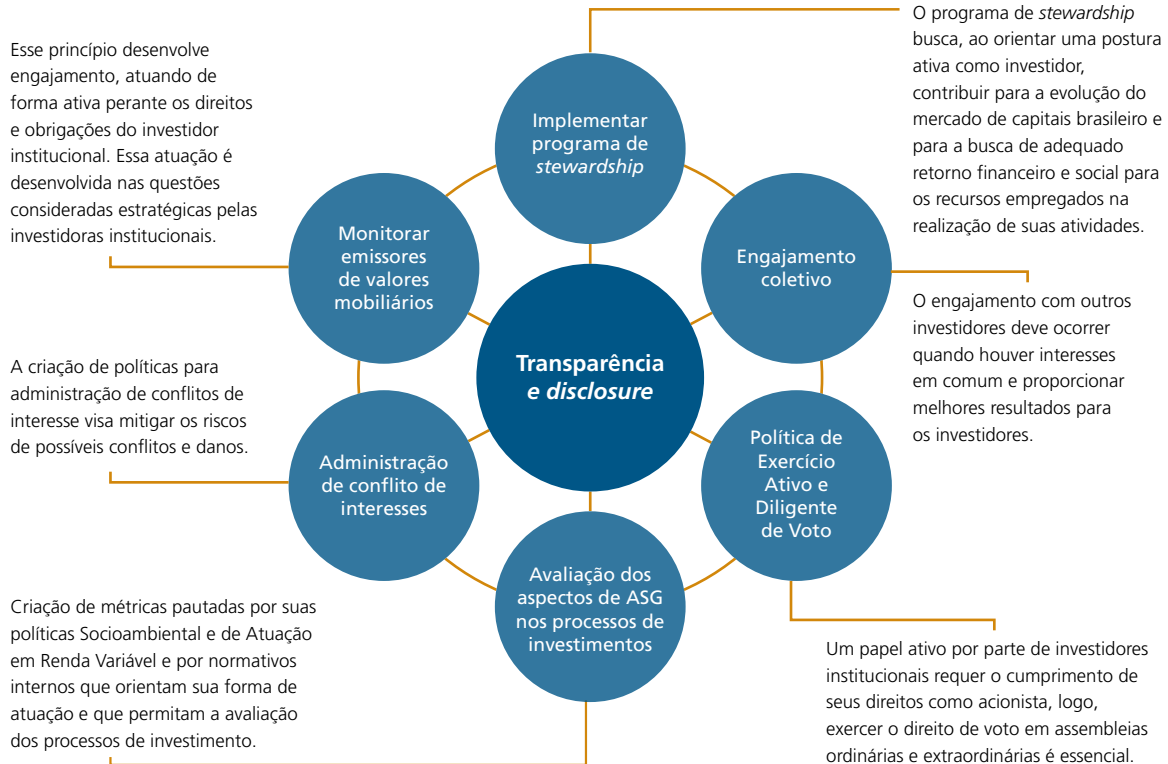 O programa de stewardship
busca, ao orientar uma postura
ativa como investidor,
contribuir para a evolução do
mercado de capitais brasileiro e
para a busca de adequado
retorno financeiro e social para
os recursos empregados na
realização de suas atividades.
Esse princípio desenvolve
engajamento, atuando de
forma ativa perante os direitos
e obrigações do investidor
institucional. Essa atuação é
desenvolvida nas questões
consideradas estratégicas pelas
investidoras institucionais.
Implementar
programa de
stewardship
Monitorar
emissores
de valores
mobiliários
Engajamento
coletivo
O engajamento com outros
investidores deve ocorrer
quando houver interesses
em comum e proporcionar
melhores resultados para
os investidores.
Transparência
e disclosure
A criação de políticas para
administração de conflitos de
interesse visa mitigar os riscos
de possíveis conflitos e danos.
Administração
de conflito de
interesses
Política de
Exercício
Ativo e
Diligente
de Voto
Avaliação dos
aspectos de ASG
nos processos de
investimentos
Criação de métricas pautadas por suas
políticas Socioambiental e de Atuação
em Renda Variável e por normativos
internos que orientam sua forma de
atuação e que permitam a avaliação
dos processos de investimento.
Um papel ativo por parte de investidores
institucionais requer o cumprimento de
seus direitos como acionista, logo,
exercer o direito de voto em assembleias
ordinárias e extraordinárias é essencial.